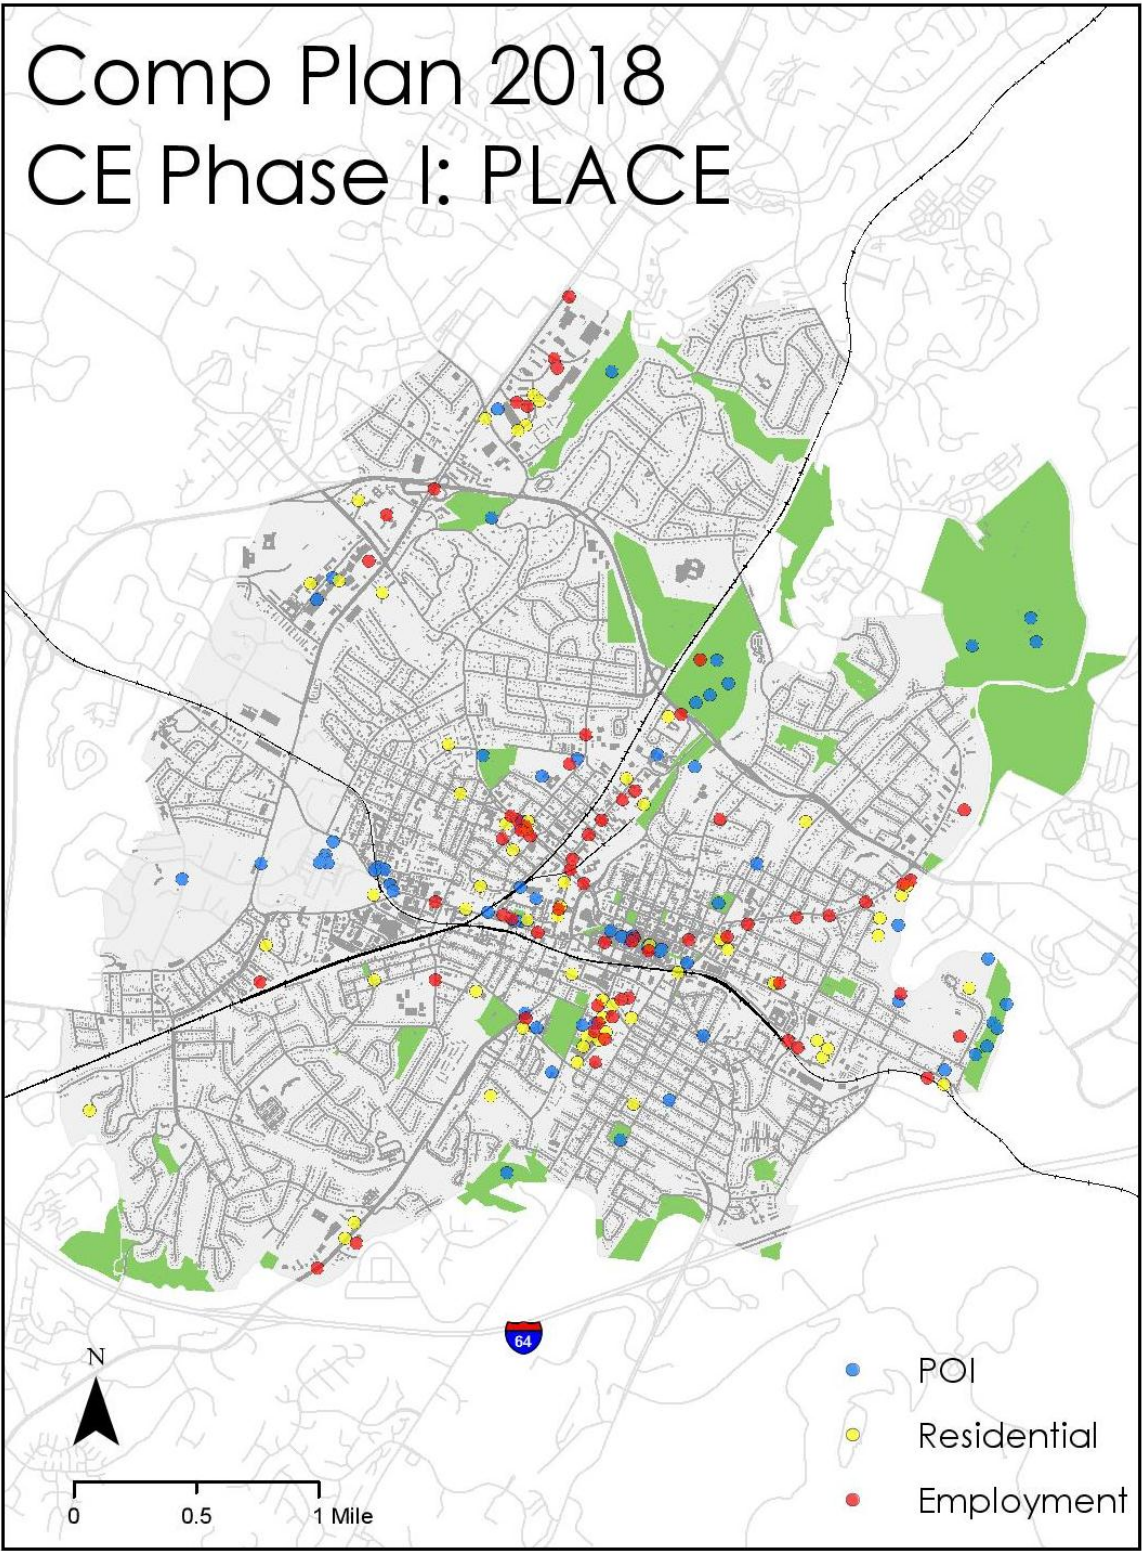 Comp Plan 2018
CE Phase I: PLACE
64
N
0 0.5 1 Mile
POI
Residential
Employment